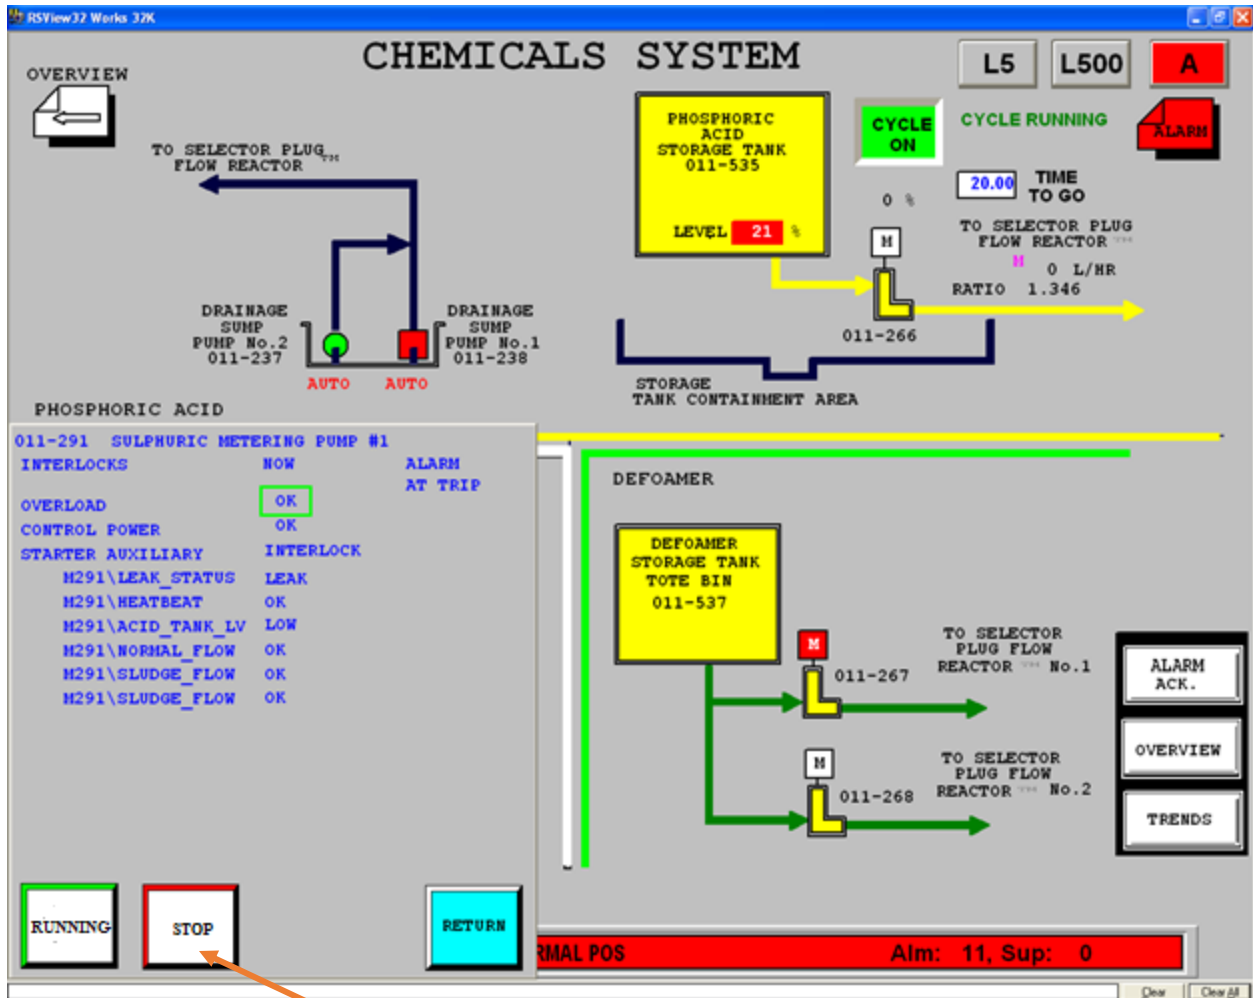 RSView32 Works 32K
CHEMICALS SYSTEM
L5
L500
A
OVERVIEW
TO SELECTOR PLUG
FLOW REACTOR ™
PHOSPHORIC
ACID
STORAGE TANK
011-535
LEVEL 21 %
CYCLE
ON
CYCLE RUNNING
ALARM
20.00
TIME
TO GO
0 %
M
TO SELECTOR PLUG
FLOW REACTOR ™
M
0 L/HR
RATIO 1.346
011-266
DRAINAGE
SUMP
PUMP No.2
011-237
DRAINAGE
SUMP
PUMP No.1
011-238
AUTO
AUTO
STORAGE
TANK CONTAINMENT AREA
PHOSPHORIC ACID
011-291 SULPHURIC METERING PUMP #1
INTERLOCKS NOW ALARM
AT TRIP
OVERLOAD OK
CONTROL POWER OK
STARTER AUXILIARY INTERLOCK
M291\LEAK_STATUS LEAK
M291\HEATBEAT OK
M291\ACID_TANK_LV LOW
M291\NORMAL_FLOW OK
M291\SLUDGE_FLOW OK
M291\SLUDGE_FLOW OK
RUNNING
STOP
RETURN
DEFOAMER
DEFOAMER
STORAGE TANK
TOTE BIN
011-537
M
011-267
TO SELECTOR
PLUG FLOW
REACTOR ™ No.1
M
011-268
TO SELECTOR
PLUG FLOW
REACTOR ™ No.2
ALARM
ACK.
OVERVIEW
TRENDS
RMAL POS
Alm: 11, Sup: 0
Clear
Clear All